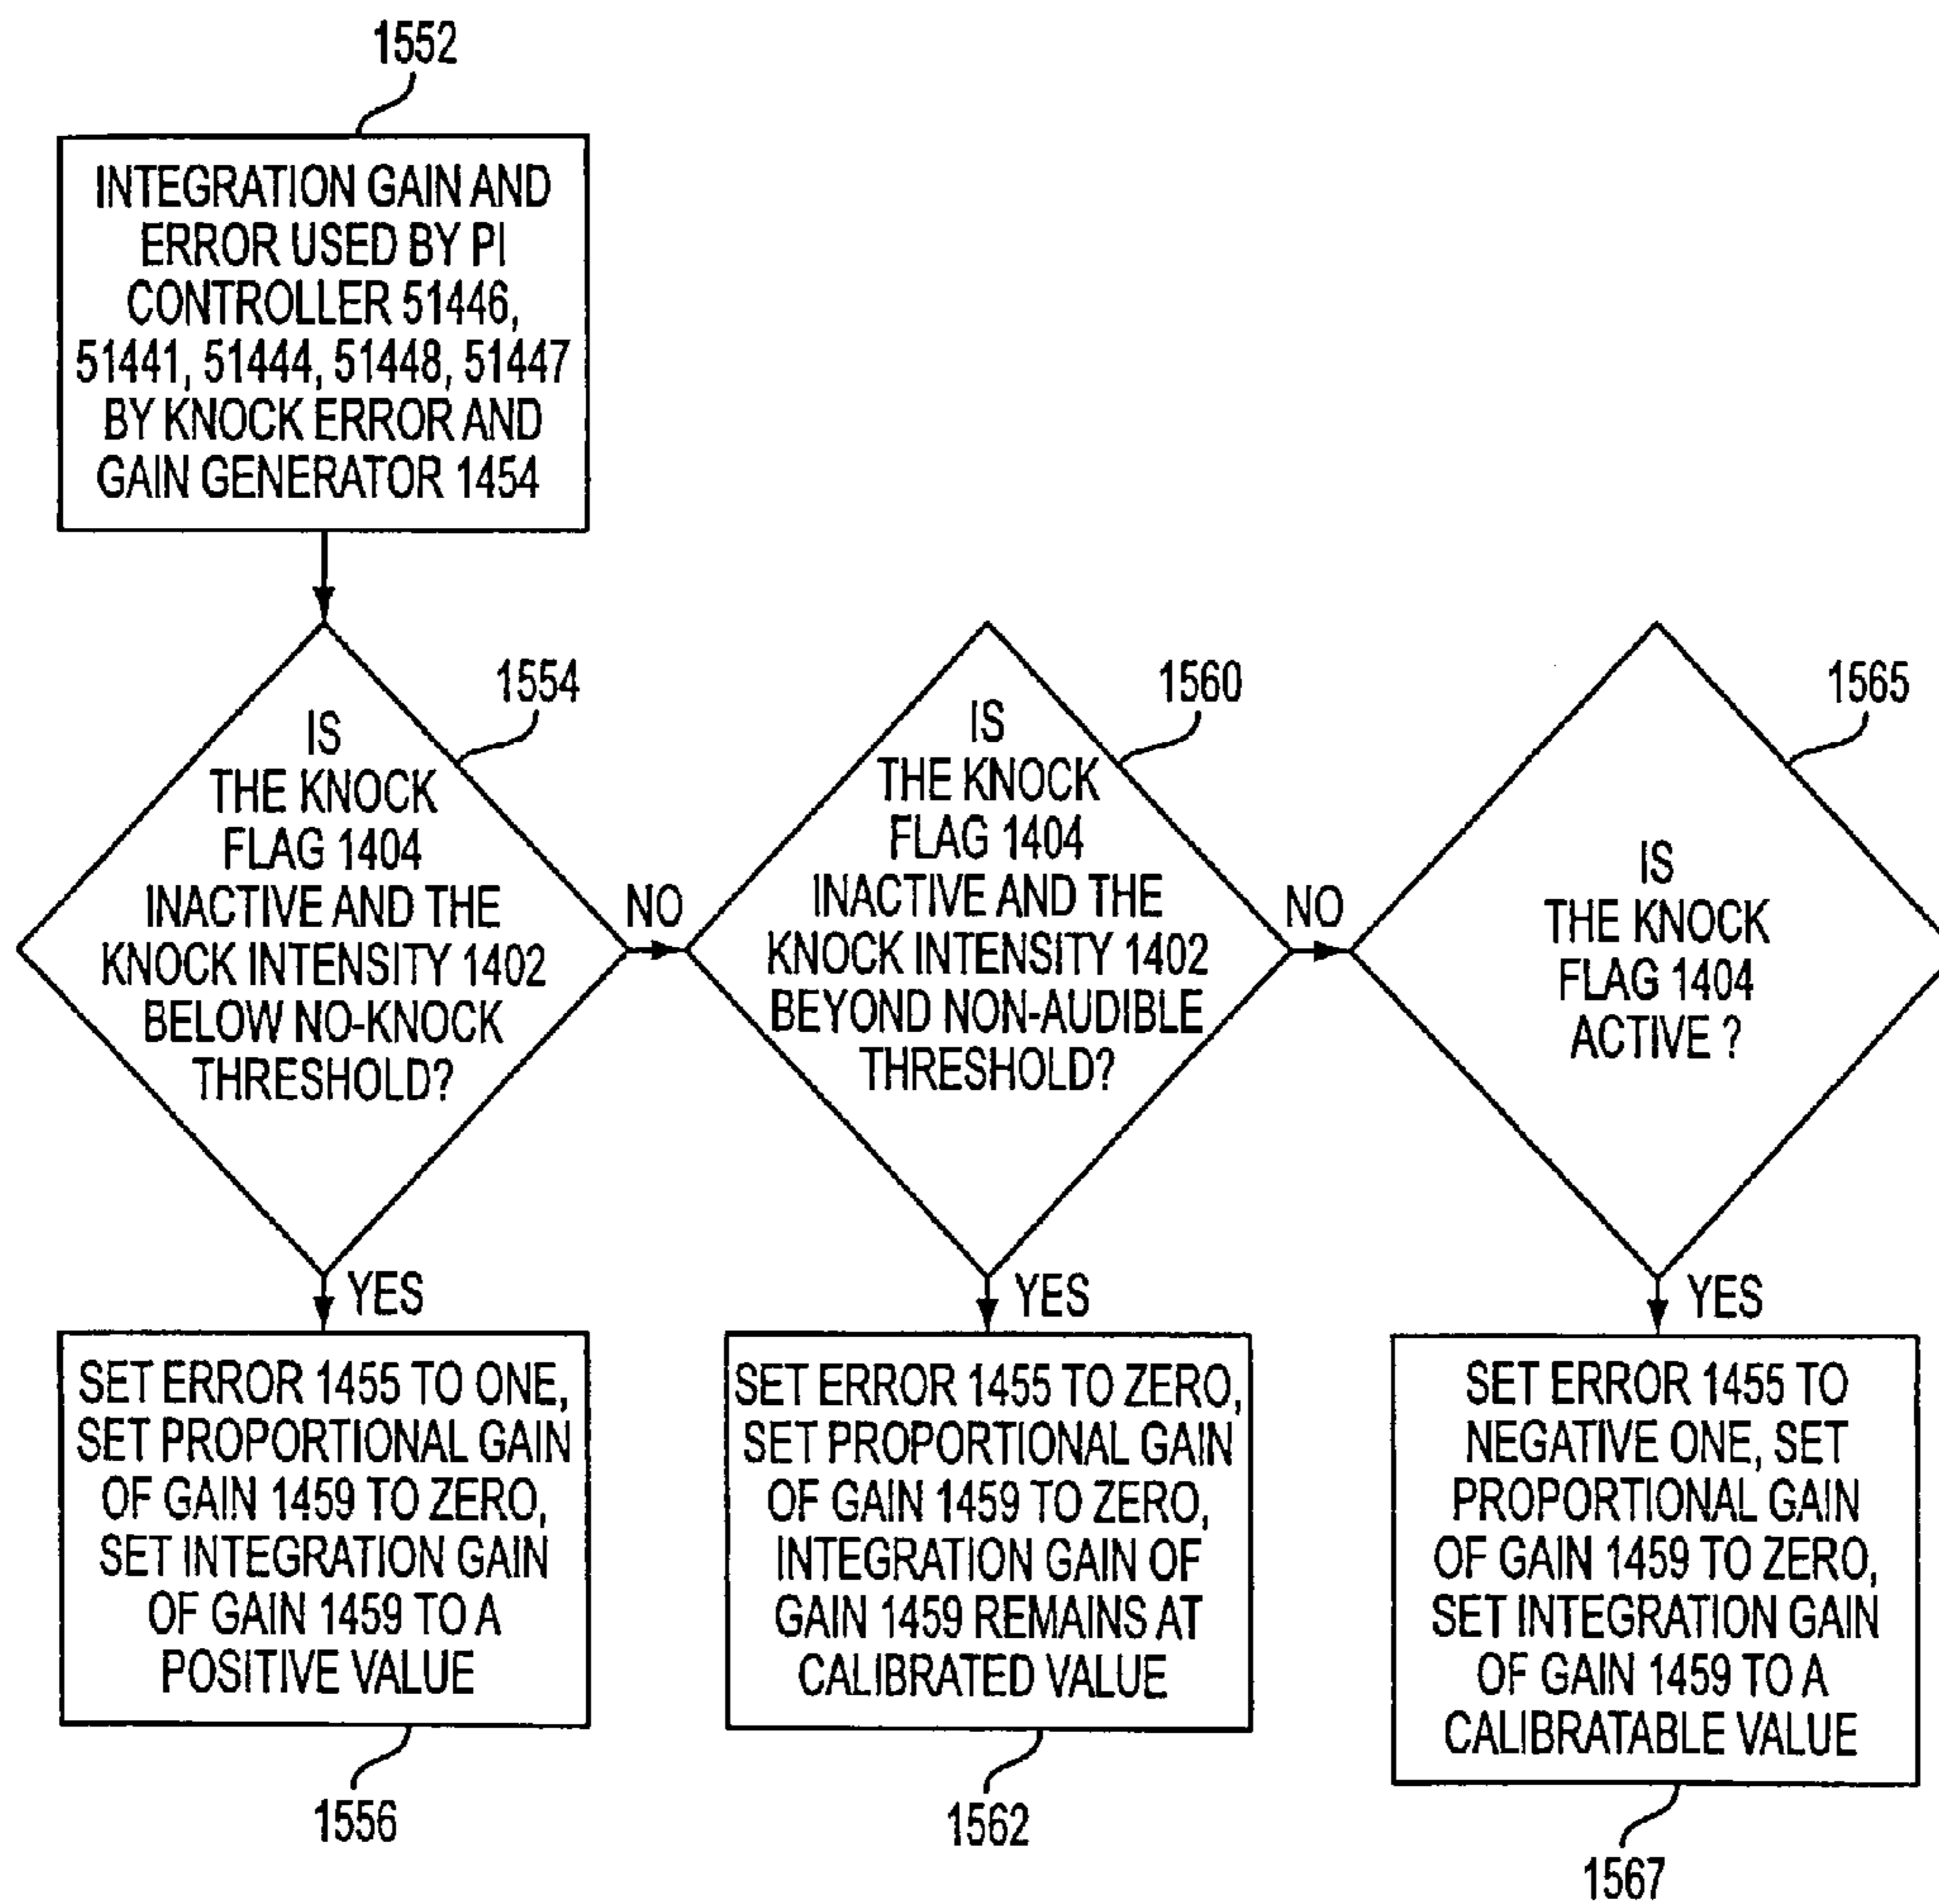 1552
INTEGRATION GAIN AND
ERROR USED BY PI
CONTROLLER 51446,
51441, 51444, 51448, 51447
BY KNOCK ERROR AND
GAIN GENERATOR 1454
1554
IS
THE KNOCK
FLAG 1404
INACTIVE AND THE
KNOCK INTENSITY 1402
BELOW NO-KNOCK
THRESHOLD?
NO
YES
SET ERROR 1455 TO ONE,
SET PROPORTIONAL GAIN
OF GAIN 1459 TO ZERO,
SET INTEGRATION GAIN
OF GAIN 1459 TO A
POSITIVE VALUE
1556
1560
IS
THE KNOCK
FLAG 1404
INACTIVE AND THE
KNOCK INTENSITY 1402
BEYOND NON-AUDIBLE
THRESHOLD?
NO
YES
SET ERROR 1455 TO ZERO,
SET PROPORTIONAL GAIN
OF GAIN 1459 TO ZERO,
INTEGRATION GAIN OF
GAIN 1459 REMAINS AT
CALIBRATED VALUE
1562
1565
IS
THE KNOCK
FLAG 1404
ACTIVE ?
YES
SET ERROR 1455 TO
NEGATIVE ONE, SET
PROPORTIONAL GAIN
OF GAIN 1459 TO ZERO,
SET INTEGRATION GAIN
OF GAIN 1459 TO A
CALIBRATABLE VALUE
1567